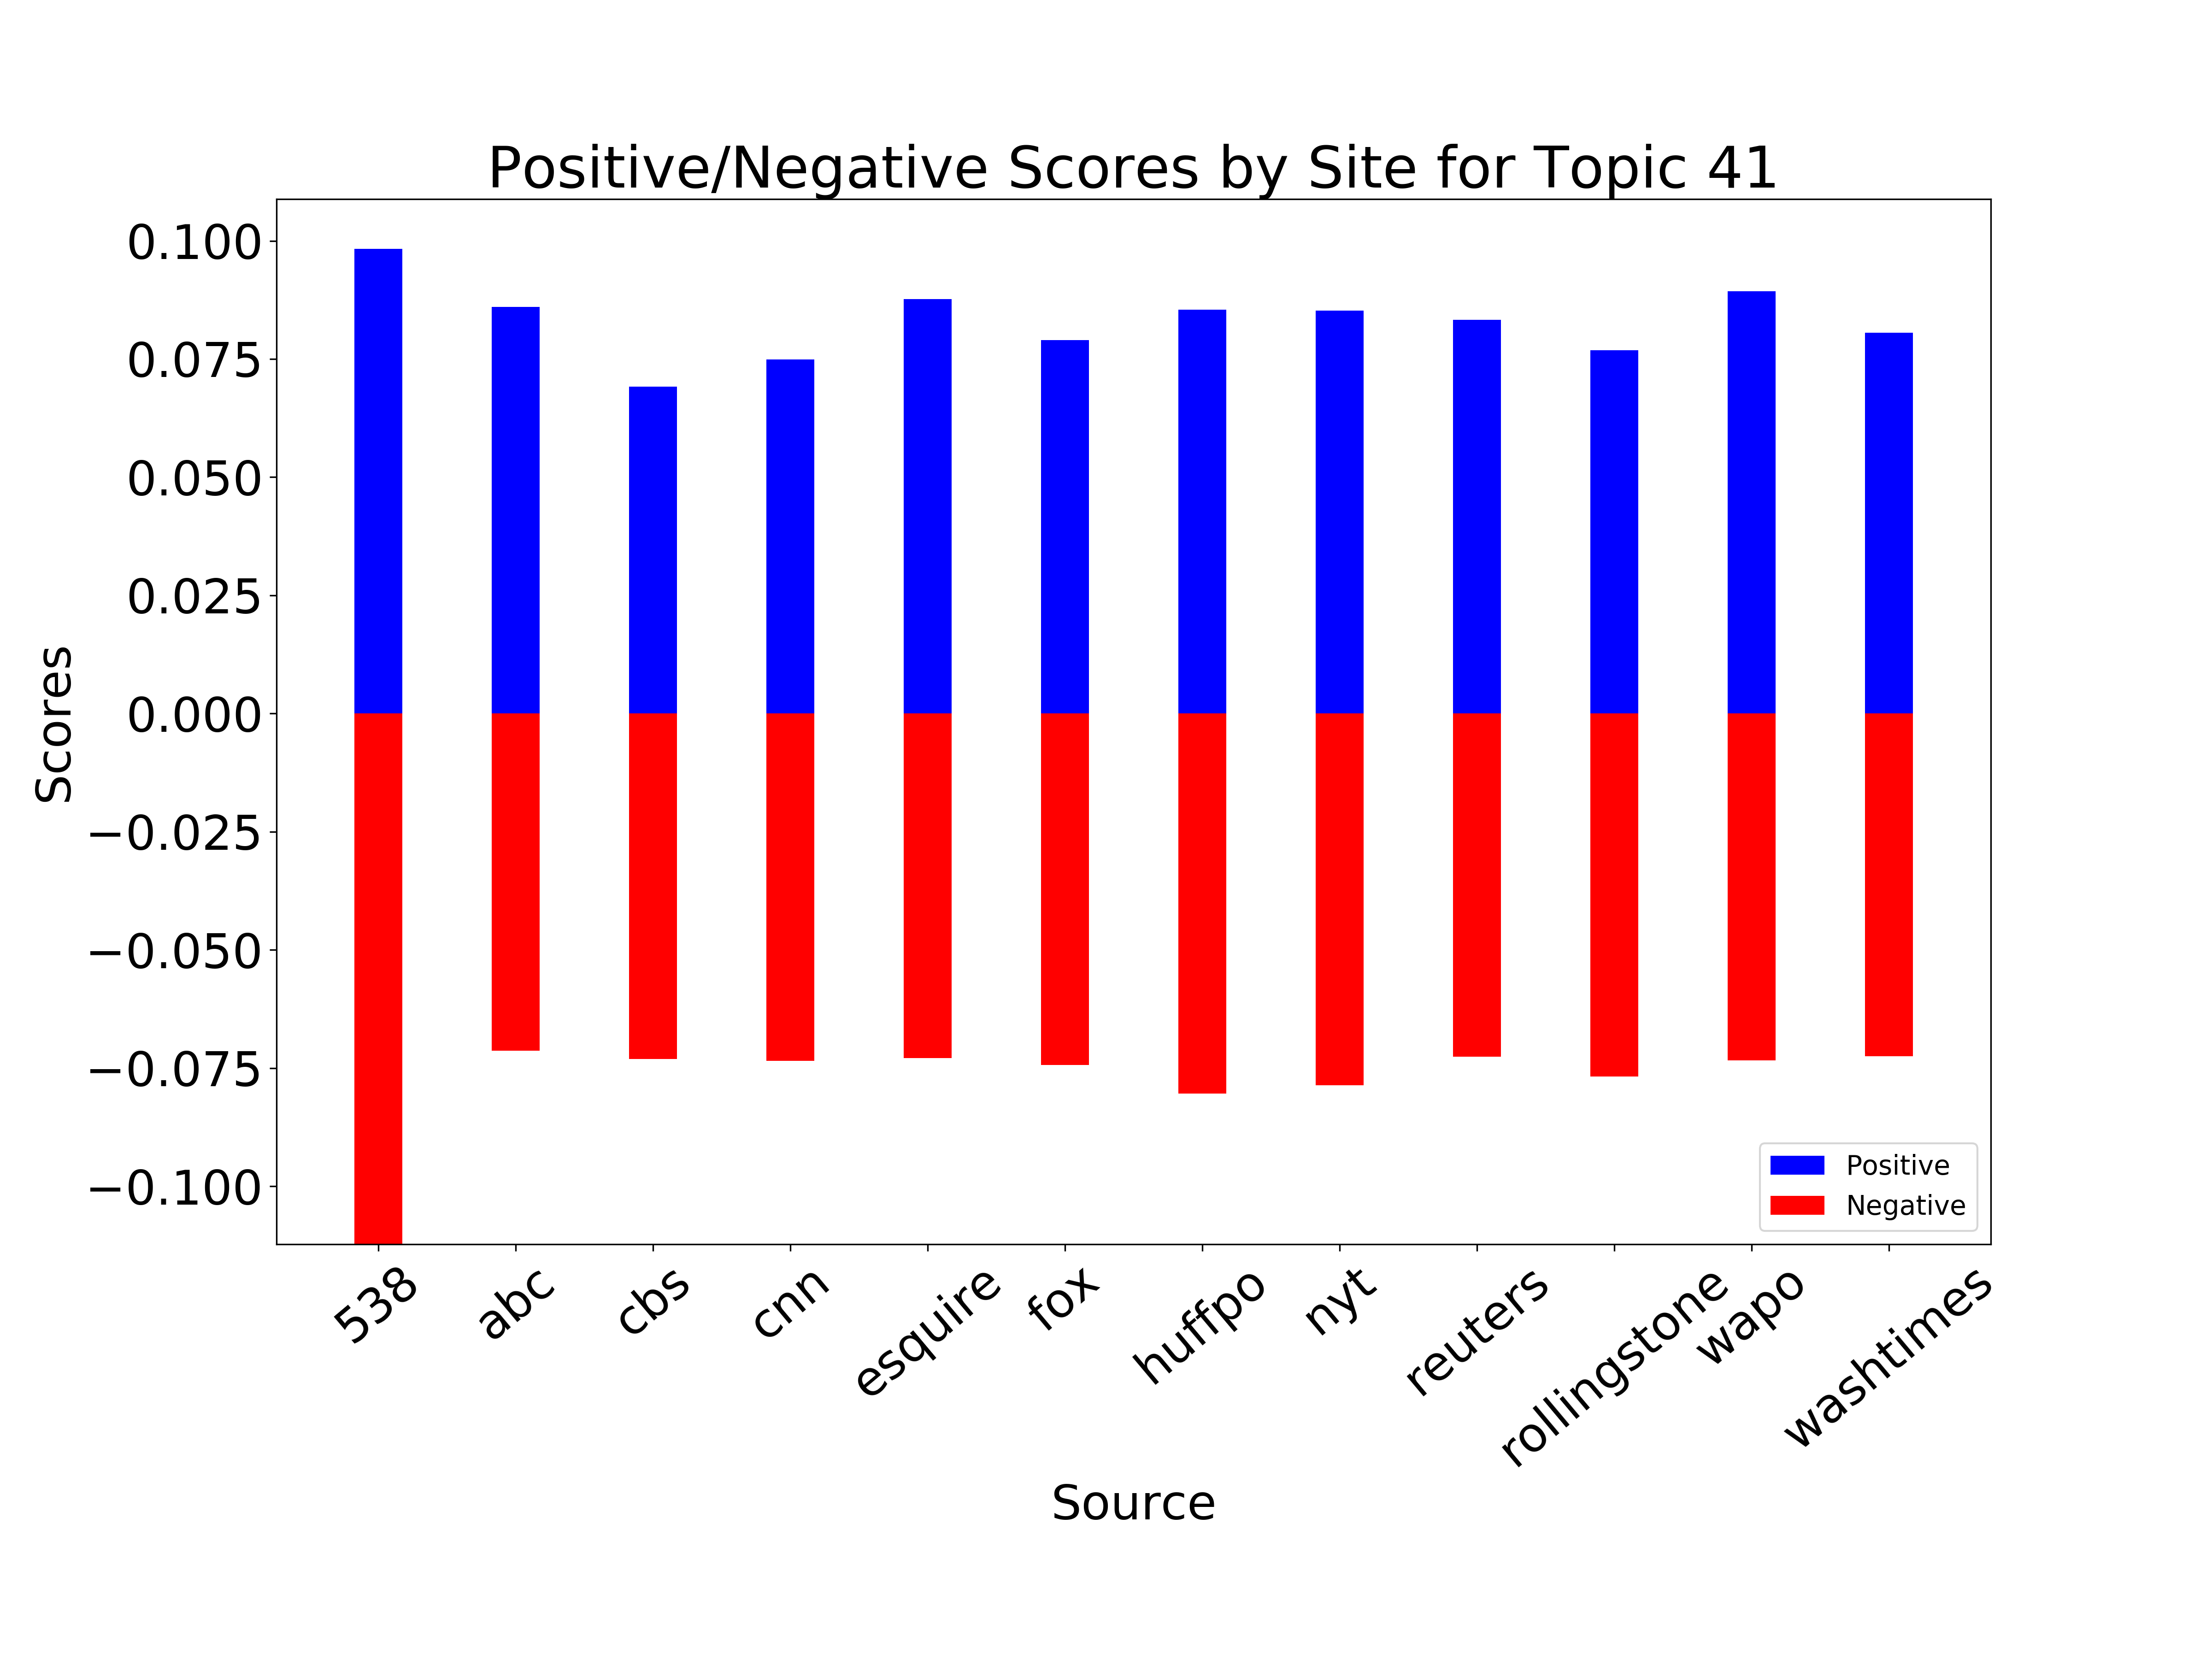 Positive/Negative Scores by Site for Topic 41
0.100
0.075
0.050
0.025
0.000
−0.025
−0.050
−0.075
−0.100
Scores
Positive
Negative
538
abc
cbs
cnn
esquire
fox
huffpo
nyt
reuters
rollingstone
wapo
washtimes
Source